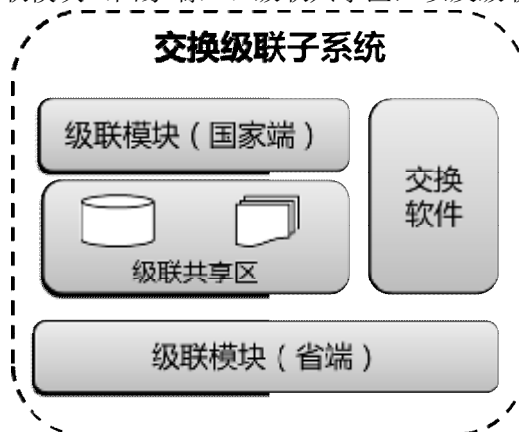 交换级联子系统
级联模块（国家端）
交换
软件
级联共享区
级联模块（省端）